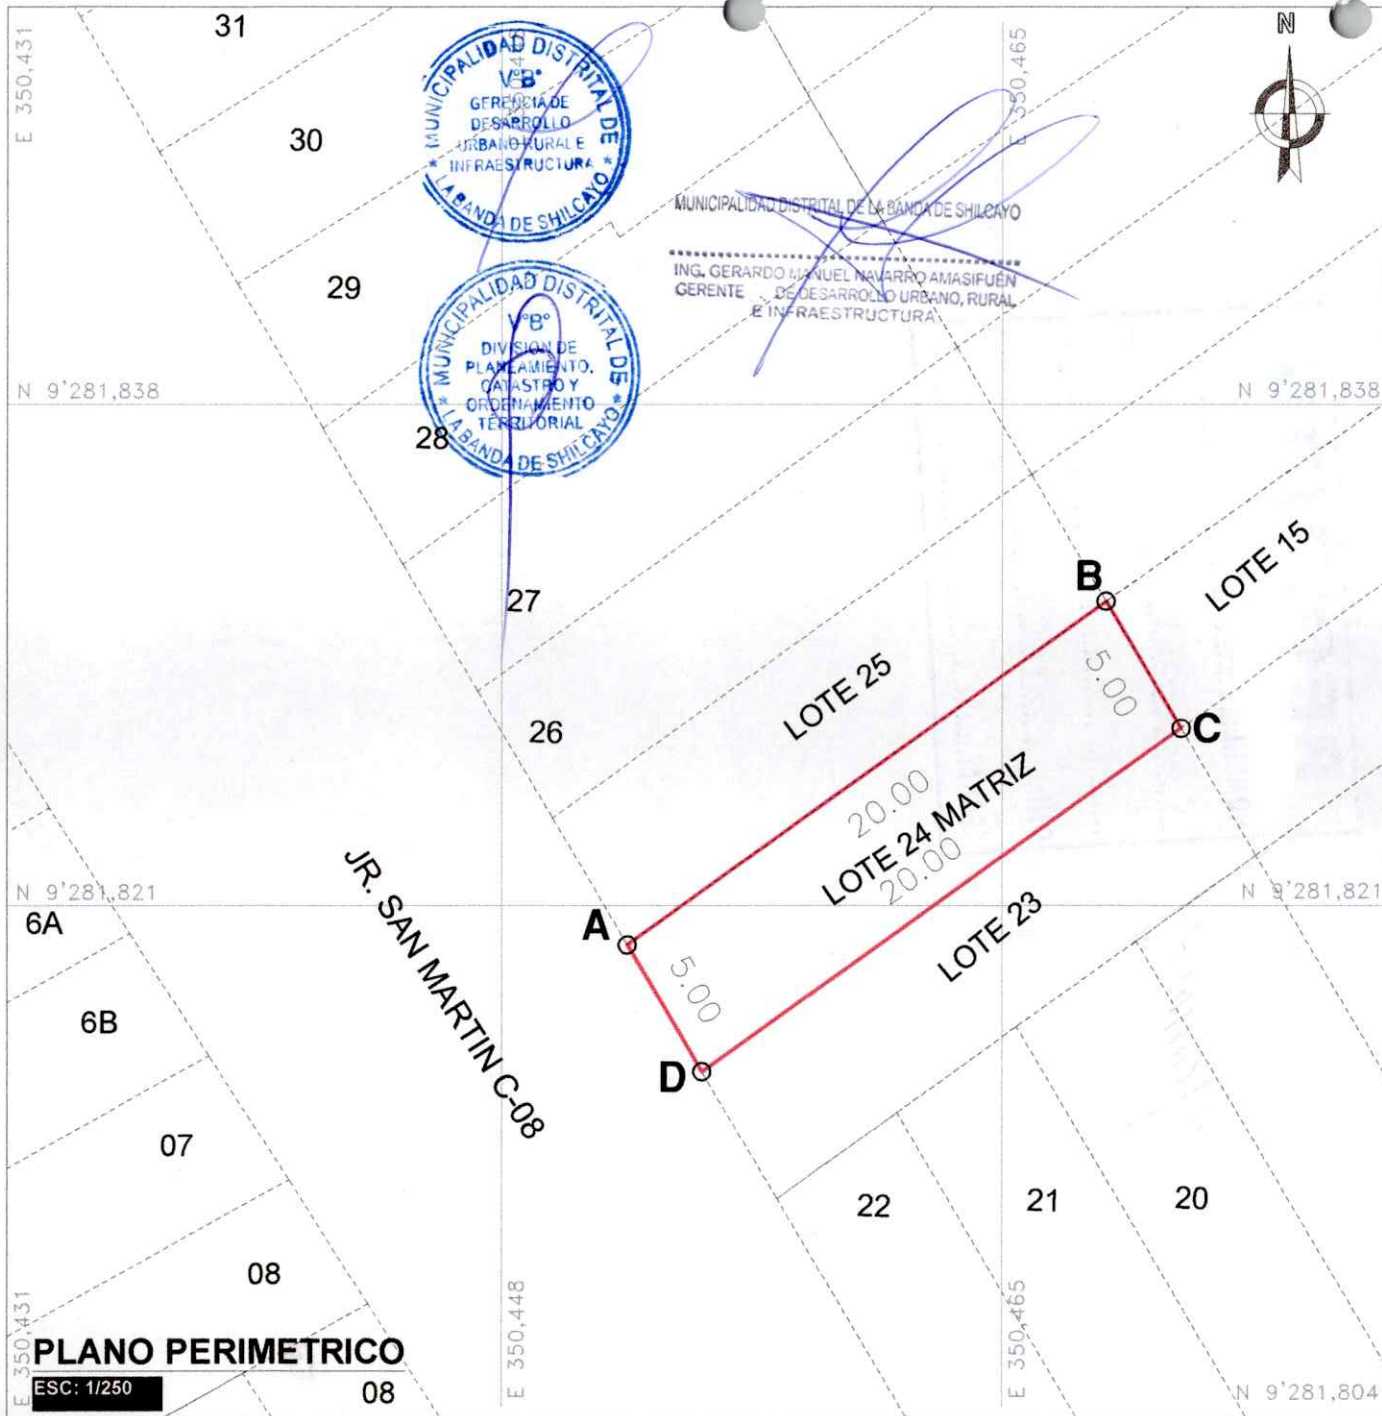 31
E 350,431
E 350,465
N
MUNICIPALIDAD DISTRITAL DE
V°B°
GERENCIA DE
DESARROLLO
URBANO RURAL E
INFRAESTRUCTURA
* LA BANDA DE SHILCAYO *
30
MUNICIPALIDAD DISTRITAL DE LA BANDA DE SHILCAYO
ING. GERARDO MANUEL NAVARRO AMASIFUÉN
GERENTE DE DESARROLLO URBANO, RURAL
E INFRAESTRUCTURA
29
MUNICIPALIDAD DISTRITAL DE
V°B°
DIVISION DE
PLANEAMIENTO,
CATASTRO Y
ORDENAMIENTO
TERRITORIAL
* LA BANDA DE SHILCAYO *
N 9'281,838
N 9'281,838
28
27
B
LOTE 15
LOTE 25
5.00
26
C
20.00
LOTE 24 MATRIZ
20.00
JR. SAN MARTIN C-08
N 9'281,821
N 9'281,821
6A
A
LOTE 23
5.00
6B
D
07
22
21
20
08
E 350,431
E 350,448
E 350,465
PLANO PERIMETRICO
ESC: 1/250
08
N 9'281,804